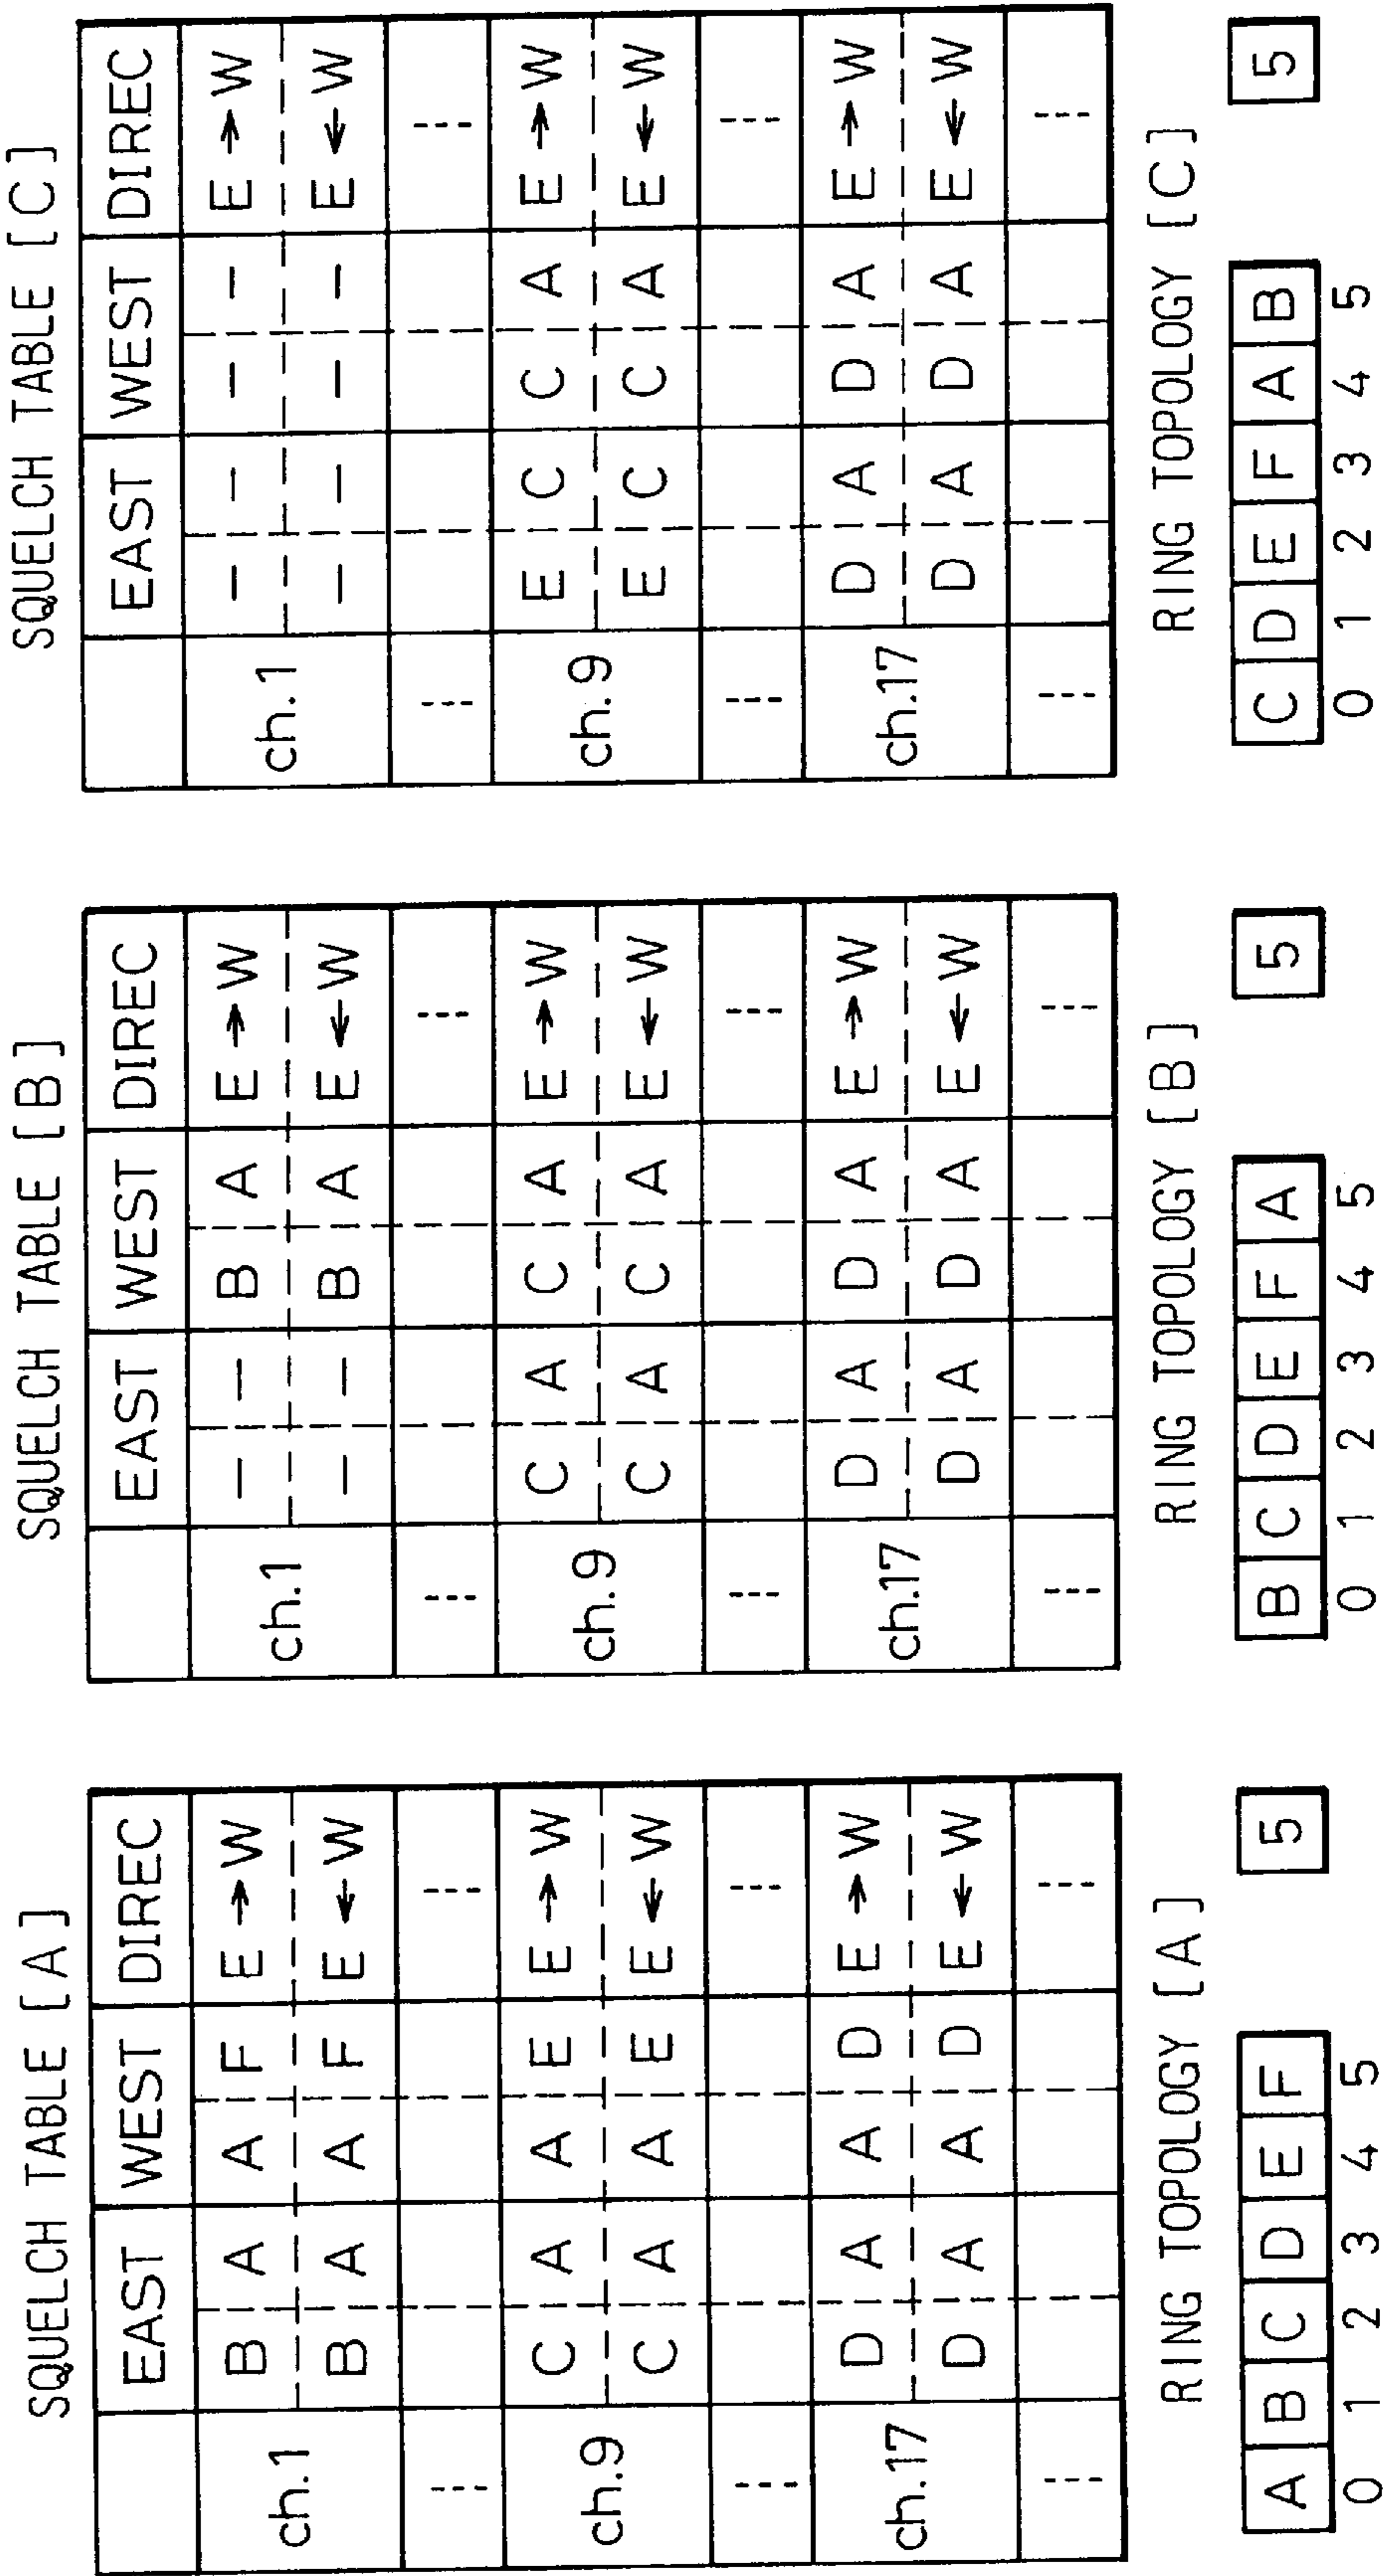 SQUELCH TABLE [A]
EAST WEST DIREC
ch.1 B A A F E→W
B A A F E←W
--- ---
ch.9 C A A E E→W
C A A E E←W
--- ---
ch.17 D A A D E→W
D A A D E←W
--- ---
RING TOPOLOGY [A]
A B C D E F 5
0 1 2 3 4 5
SQUELCH TABLE [B]
EAST WEST DIREC
ch.1 – – B A E→W
– – B A E←W
--- ---
ch.9 C A C A E→W
C A C A E←W
--- ---
ch.17 D A D A E→W
D A D A E←W
--- ---
RING TOPOLOGY [B]
B C D E F A 5
0 1 2 3 4 5
SQUELCH TABLE [C]
EAST WEST DIREC
ch.1 – – – – E→W
– – – – E←W
--- ---
ch.9 E C C A E→W
E C C A E←W
--- ---
ch.17 D A D A E→W
D A D A E←W
--- ---
RING TOPOLOGY [C]
C D E F A B 5
0 1 2 3 4 5